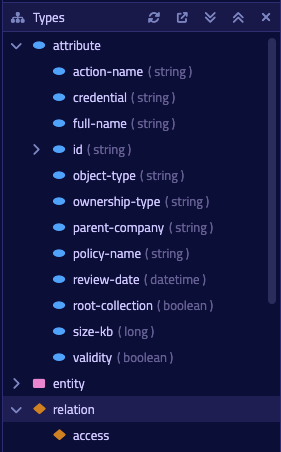 Types
attribute
action-name ( string )
credential ( string )
full-name ( string )
id ( string )
object-type ( string )
ownership-type ( string )
parent-company ( string )
policy-name ( string )
review-date ( datetime )
root-collection ( boolean )
size-kb ( long )
validity ( boolean )
entity
relation
access